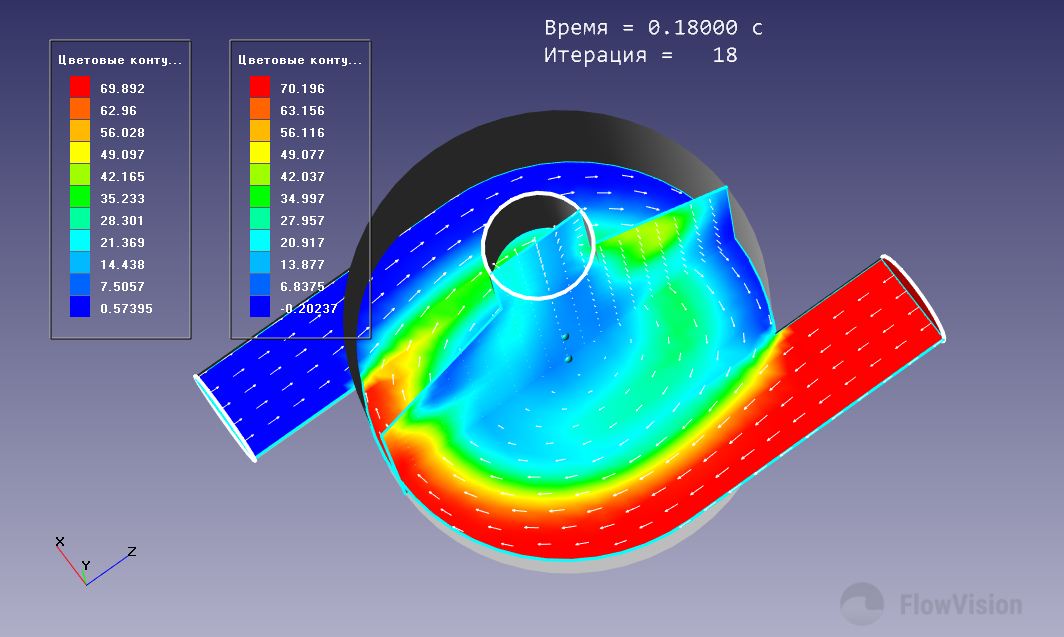 Время = 0.18000 с
Итерация = 18
Цветовые конту...
69.892
62.96
56.028
49.097
42.165
35.233
28.301
21.369
14.438
7.5057
0.57395
Цветовые конту...
70.196
63.156
56.116
49.077
42.037
34.997
27.957
20.917
13.877
6.8375
-0.20237
X
Y
Z
FlowVision